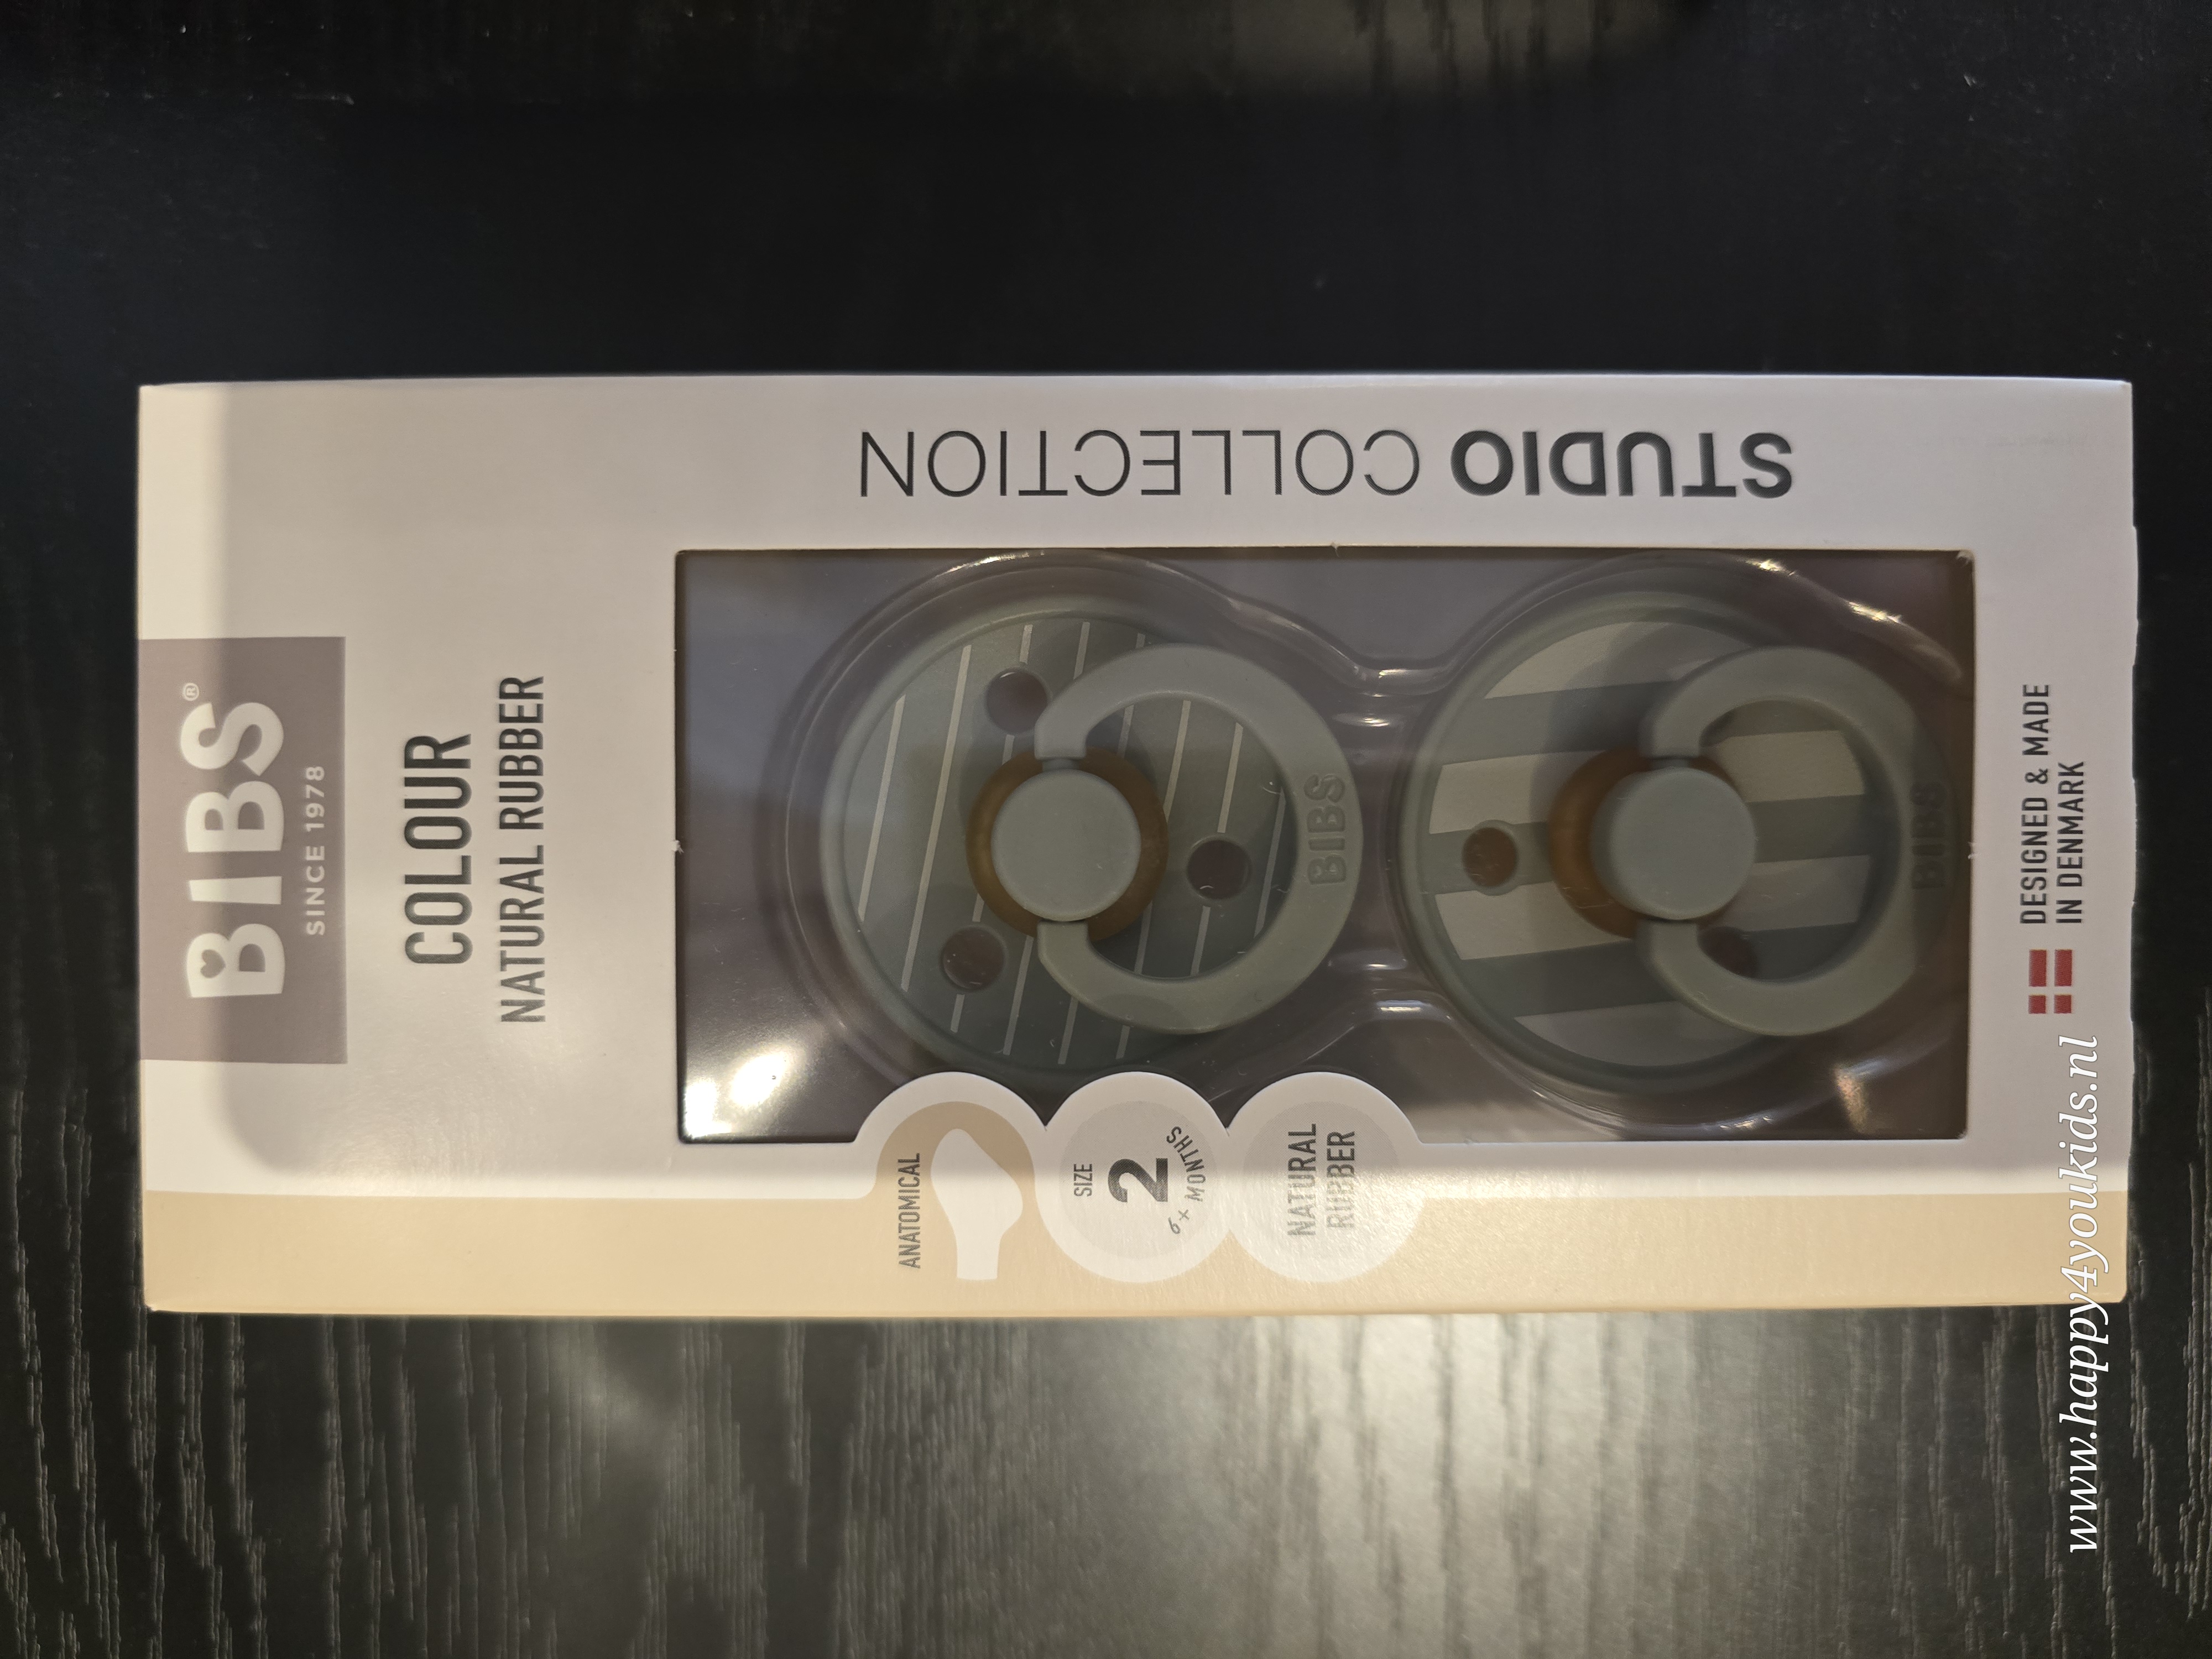 BIBS®
SINCE 1978
COLOUR
NATURAL RUBBER
STUDIO COLLECTION
BIBS
BIBS
ANATOMICAL
SIZE
2
MONTHS
NATURAL
RUBBER
DESIGNED & MADE
IN DENMARK
www.happy4youkids.nl